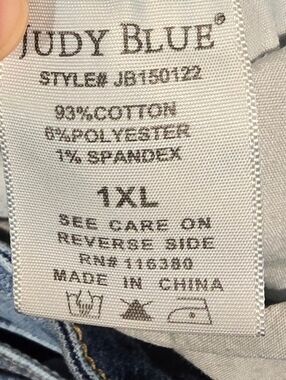 JUDY BLUE®
STYLE# JB150122
93%COTTON
6%POLYESTER
1% SPANDEX
1XL
SEE CARE ON
REVERSE SIDE
RN# 116380
MADE IN CHINA